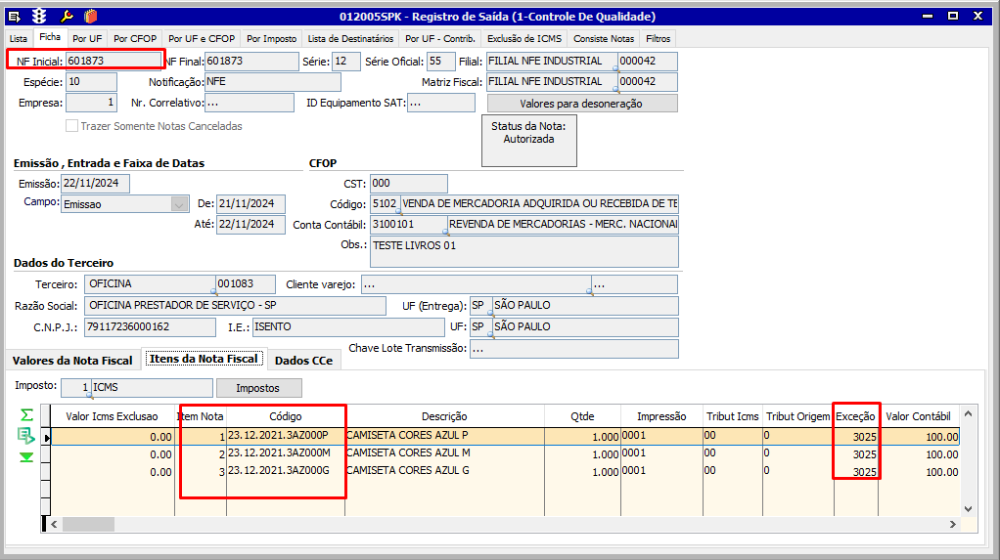 012005SPK - Registro de Saída (1-Controle De Qualidade)
Lista Ficha Por UF Por CFOP Por UF e CFOP Por Imposto Lista de Destinatários Por UF - Contrib. Exclusão de ICMS Consiste Notas Filtros
NF Inicial: 601873 NF Final: 601873 Série: 12 Série Oficial: 55 Filial: FILIAL NFE INDUSTRIAL 000042
Espécie: 10 Notificação: NFE Matriz Fiscal: FILIAL NFE INDUSTRIAL 000042
Empresa: 1 Nr. Correlativo: ... ID Equipamento SAT: ... Valores para desoneração
Trazer Somente Notas Canceladas
Status da Nota:
Autorizada
Emissão , Entrada e Faixa de Datas CFOP
Emissão: 22/11/2024 CST: 000
Campo: Emissao De: 21/11/2024 Código: 5102 VENDA DE MERCADORIA ADQUIRIDA OU RECEBIDA DE TE
Até: 22/11/2024 Conta Contábil: 3100101 REVENDA DE MERCADORIAS - MERC. NACIONAL
Obs.: TESTE LIVROS 01
Dados do Terceiro
Terceiro: OFICINA 001083 Cliente varejo: ... ...
Razão Social: OFICINA PRESTADOR DE SERVIÇO - SP UF (Entrega): SP SÃO PAULO
C.N.P.J.: 79117236000162 I.E.: ISENTO UF: SP SÃO PAULO
Chave Lote Transmissão: ...
Valores da Nota Fiscal Itens da Nota Fiscal Dados CCe
Imposto: 1 ICMS Impostos
Valor Icms Exclusao Item Nota Código Descrição Qtde Impressão Tribut Icms Tribut Origem Exceção Valor Contábil
0.00 1 23.12.2021.3AZ000P CAMISETA CORES AZUL P 1.000 0001 00 0 3025 100.00
0.00 2 23.12.2021.3AZ000M CAMISETA CORES AZUL M 1.000 0001 00 0 3025 100.00
0.00 3 23.12.2021.3AZ000G CAMISETA CORES AZUL G 1.000 0001 00 0 3025 100.00